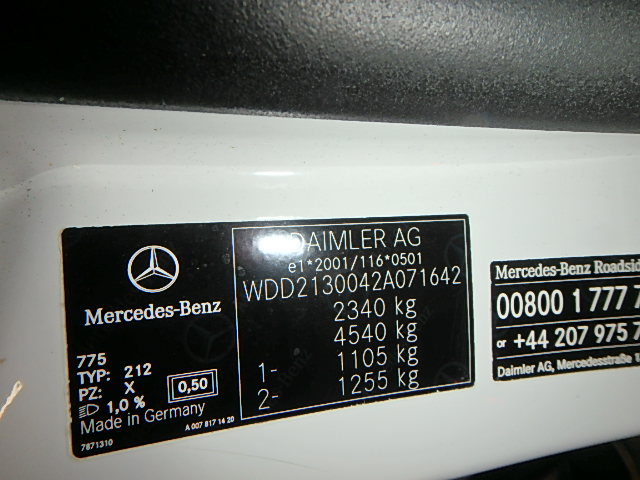 Mercedes-Benz
775
TYP: 212
PZ: X
0,50
1,0 %
Made in Germany
7871310
A 007 817 14 20
DAIMLER AG
e1*2001/116*0501
WDD2130042A071642
2340 kg
4540 kg
1- 1105 kg
2- 1255 kg
Mercedes-Benz Roadsid
00800 1 777 7
or +44 207 975 7
Daimler AG, Mercedesstraße 1